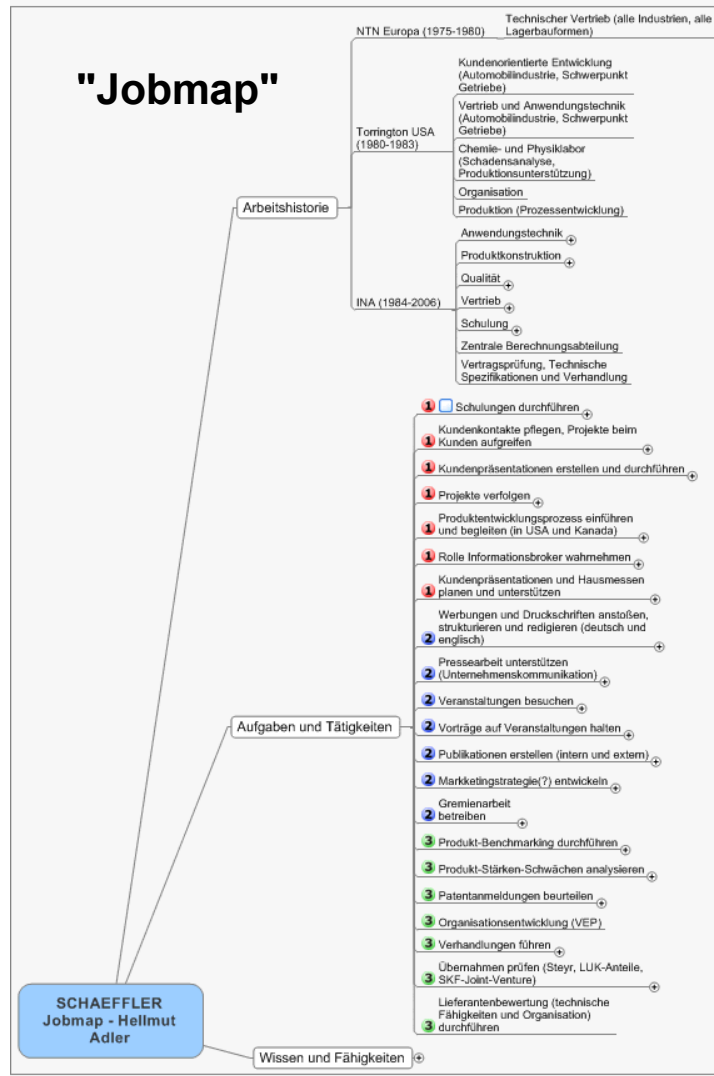 "Jobmap"
NTN Europa (1975-1980)
Technischer Vertrieb (alle Industrien, alle
Lagerbauformen)
Torrington USA
(1980-1983)
Kundenorientierte Entwicklung
(Automobilindustrie, Schwerpunkt
Getriebe)
Vertrieb und Anwendungstechnik
(Automobilindustrie, Schwerpunkt
Getriebe)
Chemie- und Physiklabor
(Schadensanalyse,
Produktionsunterstützung)
Organisation
Produktion (Prozessentwicklung)
Arbeitshistorie
INA (1984-2006)
Anwendungstechnik
Produktkonstruktion
Qualität
Vertrieb
Schulung
Zentrale Berechnungsabteilung
Vertragsprüfung, Technische
Spezifikationen und Verhandlung
Aufgaben und Tätigkeiten
1 Schulungen durchführen
Kundenkontakte pflegen, Projekte beim
1 Kunden aufgreifen
1 Kundenpräsentationen erstellen und durchführen
1 Projekte verfolgen
Produktentwicklungsprozess einführen
1 und begleiten (in USA und Kanada)
1 Rolle Informationsbroker wahrnehmen
Kundenpräsentationen und Hausmessen
1 planen und unterstützen
Werbungen und Druckschriften anstoßen,
strukturieren und redigieren (deutsch und
2 englisch)
Pressearbeit unterstützen
2 (Unternehmenskommunikation)
2 Veranstaltungen besuchen
2 Vorträge auf Veranstaltungen halten
2 Publikationen erstellen (intern und extern)
2 Markketingstrategie(?) entwickeln
Gremienarbeit
2 betreiben
3 Produkt-Benchmarking durchführen
3 Produkt-Stärken-Schwächen analysieren
3 Patentanmeldungen beurteilen
3 Organisationsentwicklung (VEP)
3 Verhandlungen führen
Übernahmen prüfen (Steyr, LUK-Anteile,
3 SKF-Joint-Venture)
Lieferantenbewertung (technische
Fähigkeiten und Organisation)
3 durchführen
SCHAEFFLER
Jobmap - Hellmut
Adler
Wissen und Fähigkeiten